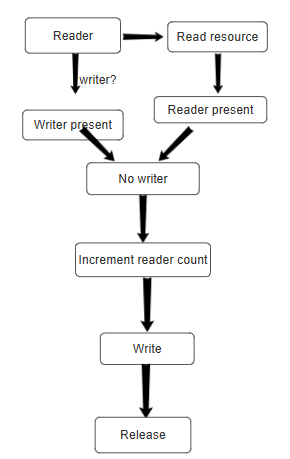 Reader
Read resource
writer?
Writer present
Reader present
No writer
Increment reader count
Write
Release